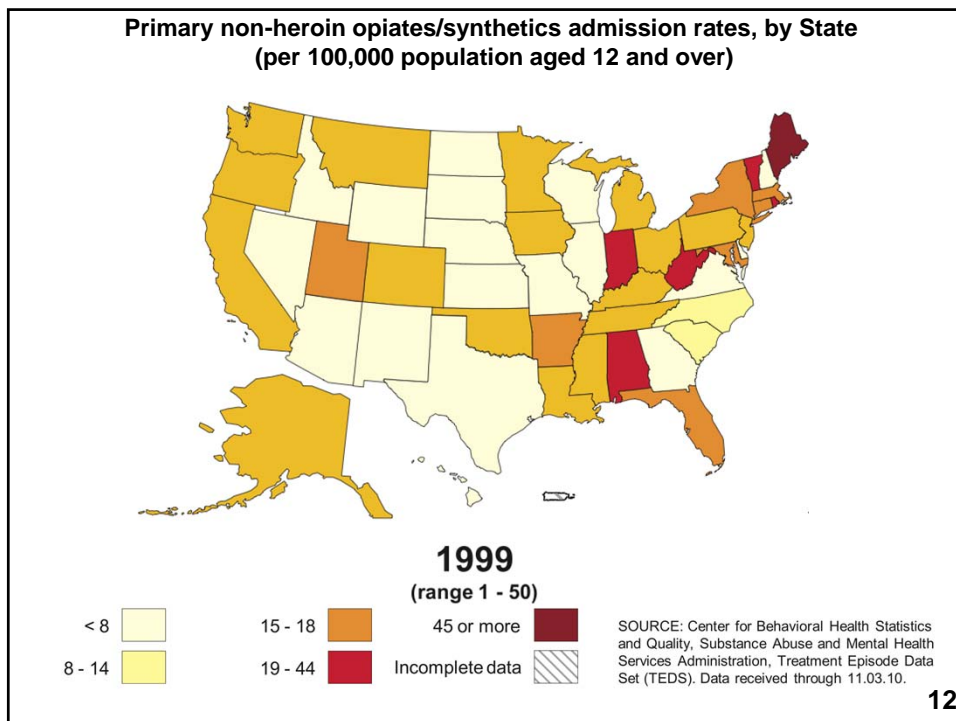 Primary non-heroin opiates/synthetics admission rates, by State
(per 100,000 population aged 12 and over)
1999
(range 1 - 50)
< 8
8 - 14
15 - 18
19 - 44
45 or more
Incomplete data
SOURCE: Center for Behavioral Health Statistics
and Quality, Substance Abuse and Mental Health
Services Administration, Treatment Episode Data
Set (TEDS). Data received through 11.03.10.
12